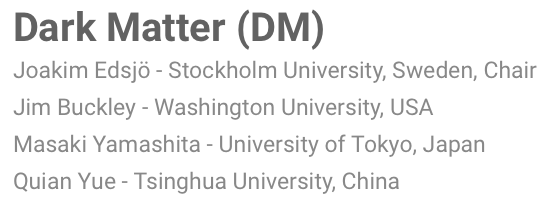 Dark Matter (DM)
Joakim Edsjö - Stockholm University, Sweden, Chair
Jim Buckley - Washington University, USA
Masaki Yamashita - University of Tokyo, Japan
Quian Yue - Tsinghua University, China